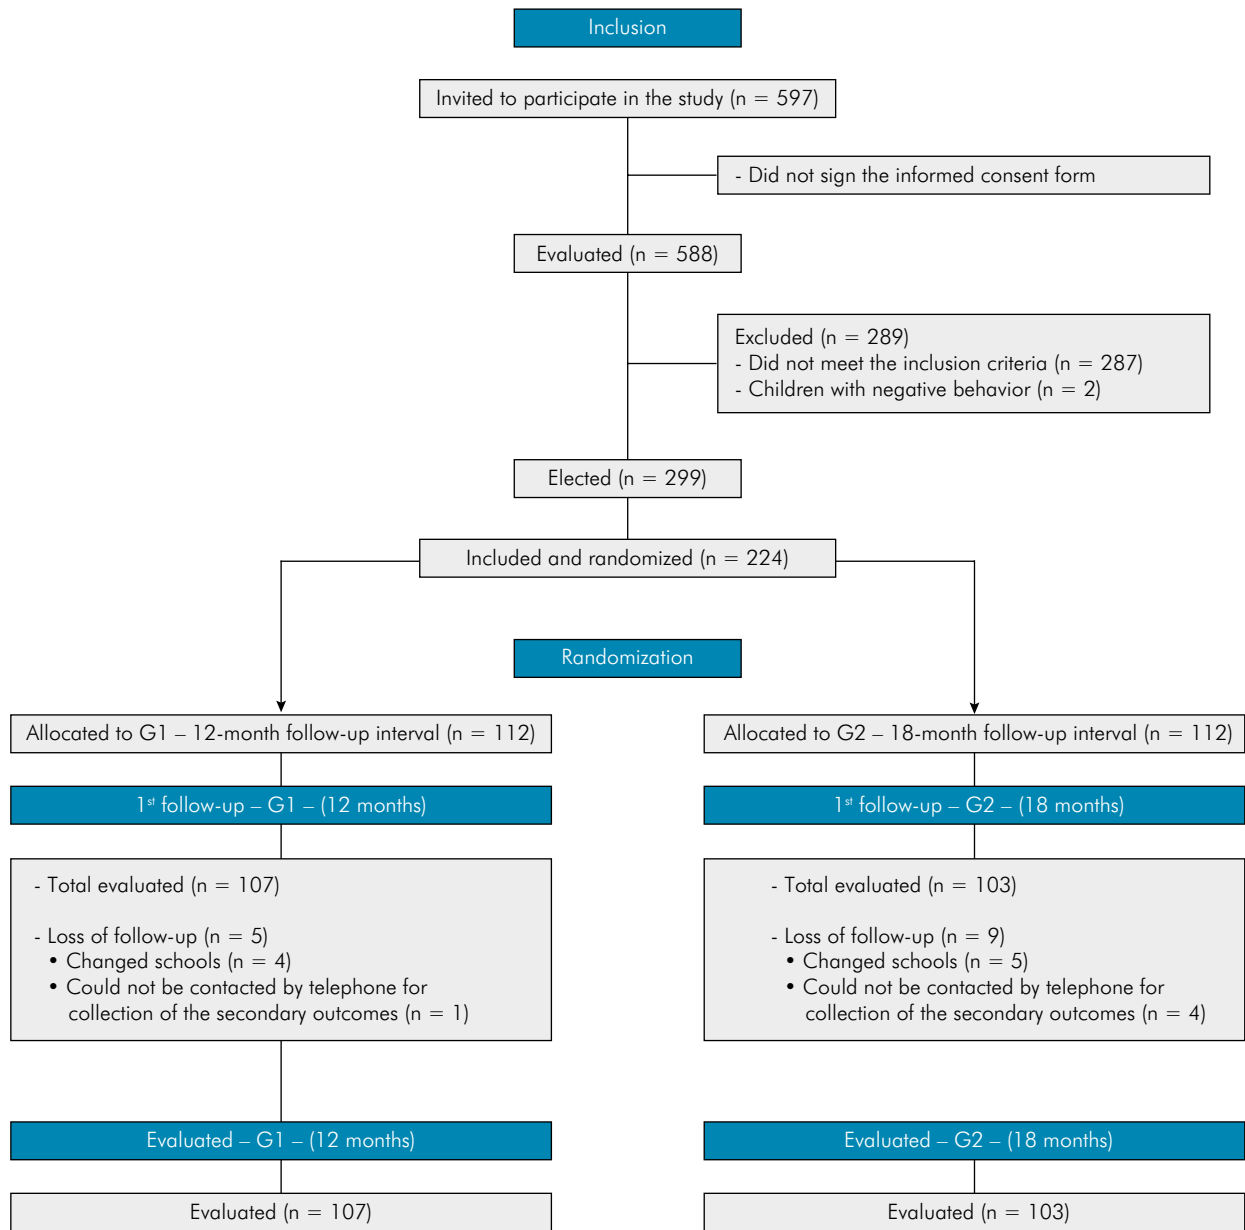 Inclusion
Invited to participate in the study (n = 597)
- Did not sign the informed consent form
Evaluated (n = 588)
Excluded (n = 289)
- Did not meet the inclusion criteria (n = 287)
- Children with negative behavior (n = 2)
Elected (n = 299)
Included and randomized (n = 224)
Randomization
Allocated to G1 – 12-month follow-up interval (n = 112)
1st follow-up – G1 – (12 months)
- Total evaluated (n = 107)
- Loss of follow-up (n = 5)
• Changed schools (n = 4)
• Could not be contacted by telephone for
collection of the secondary outcomes (n = 1)
Evaluated – G1 – (12 months)
Evaluated (n = 107)
Allocated to G2 – 18-month follow-up interval (n = 112)
1st follow-up – G2 – (18 months)
- Total evaluated (n = 103)
- Loss of follow-up (n = 9)
• Changed schools (n = 5)
• Could not be contacted by telephone for
collection of the secondary outcomes (n = 4)
Evaluated – G2 – (18 months)
Evaluated (n = 103)